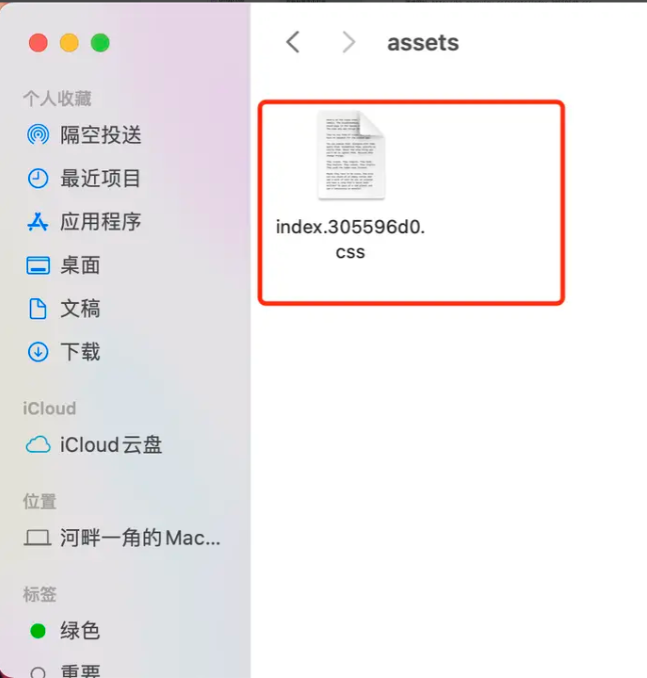 assets
个人收藏
隔空投送
最近项目
应用程序
桌面
文稿
下载
iCloud
iCloud云盘
位置
河畔一角的Mac...
标签
绿色
重要
index.305596d0.
css